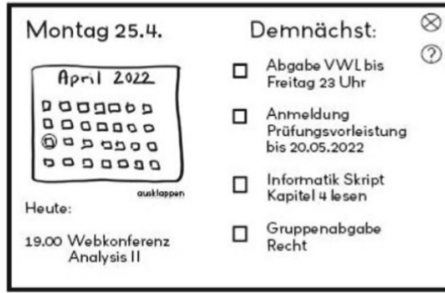 Montag 25.4.
April 2022
ausklappen
Heute:
19.00 Webkonferenz
Analysis II
Demnächst:
Abgabe VWL bis
Freitag 23 Uhr
Anmeldung
Prüfungsvorleistung
bis 20.05.2022
Informatik Skript
Kapitel 4 lesen
Gruppenabgabe
Recht
?